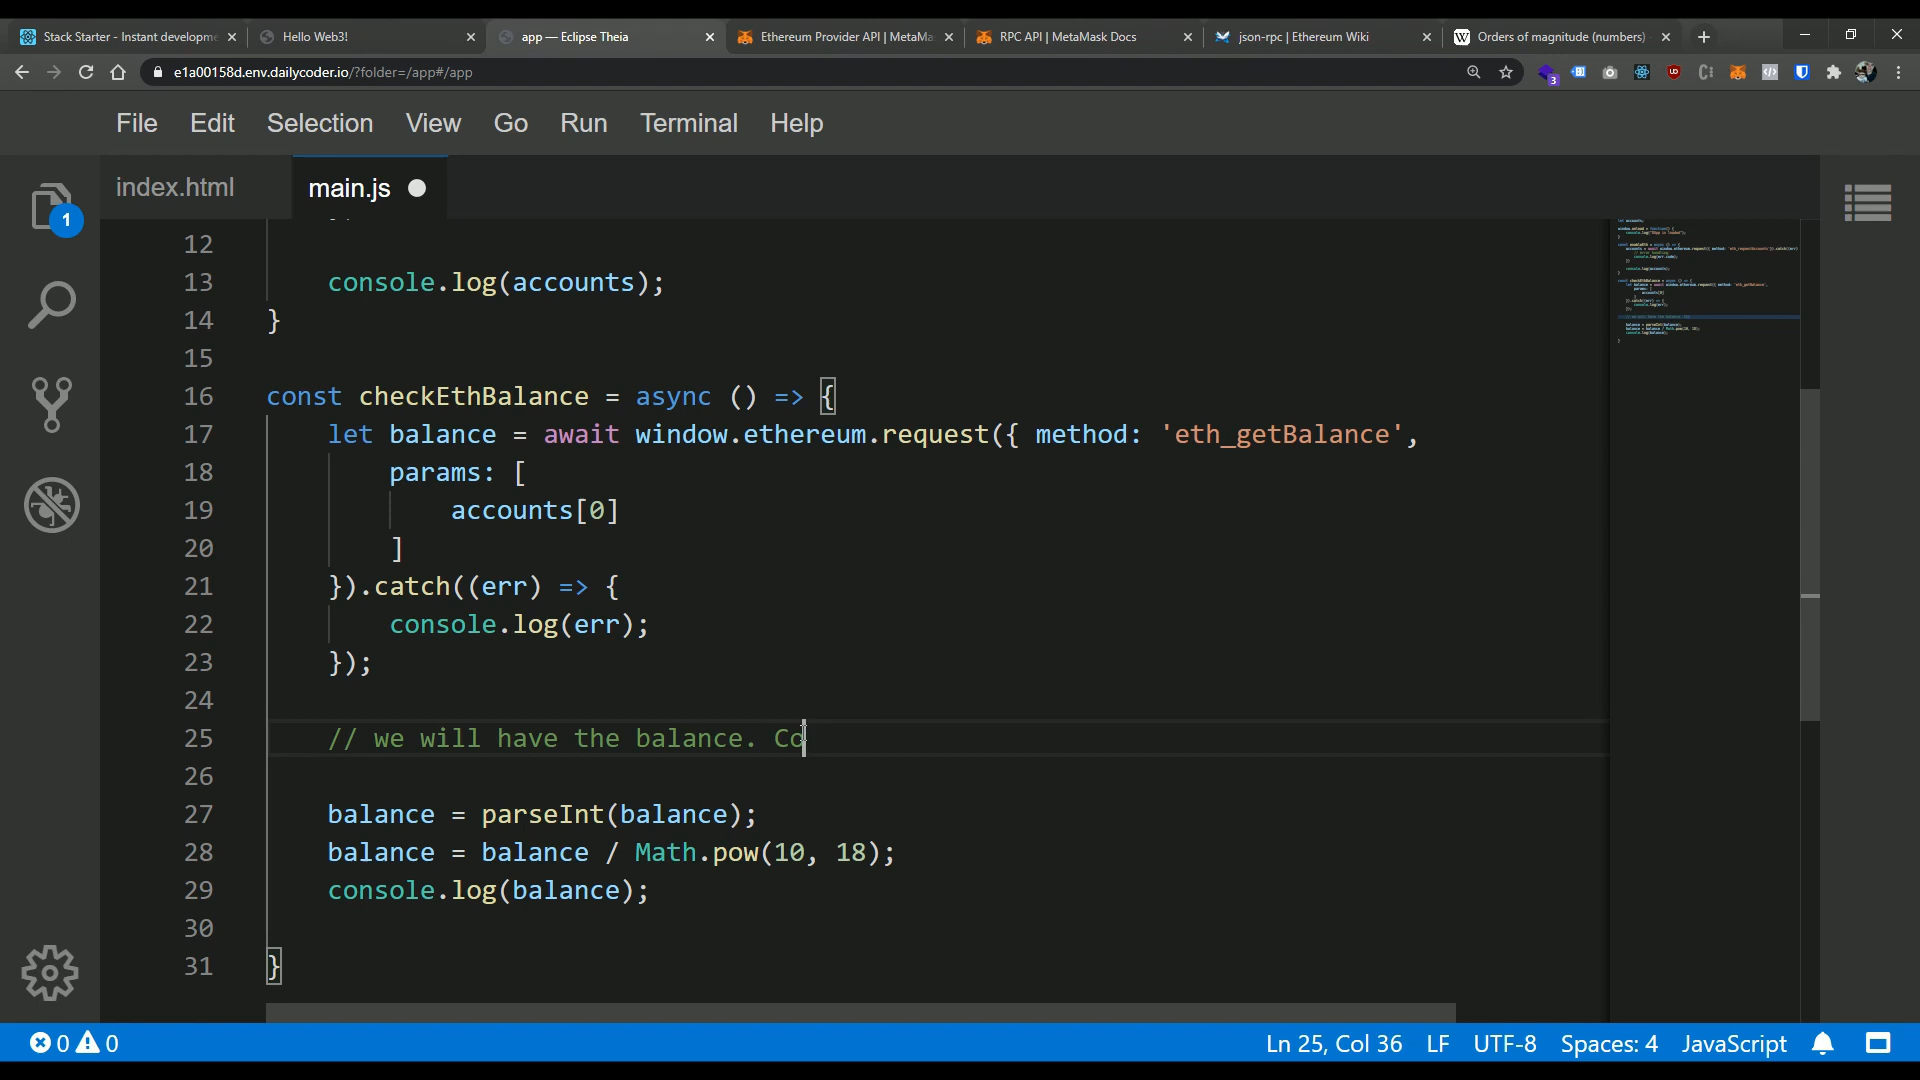 Stack Starter - Instant developme
Hello Web3!
app — Eclipse Theia
Ethereum Provider API | MetaMa
RPC API | MetaMask Docs
json-rpc | Ethereum Wiki
W Orders of magnitude (numbers)
e1a00158d.env.dailycoder.io/?folder=/app#/app
3
File Edit Selection View Go Run Terminal Help
index.html main.js
1
12
13 console.log(accounts);
14 }
15
16 const checkEthBalance = async () => {
17 let balance = await window.ethereum.request({ method: 'eth_getBalance',
18 params: [
19 accounts[0]
20 ]
21 }).catch((err) => {
22 console.log(err);
23 });
24
25 // we will have the balance. Co
26
27 balance = parseInt(balance);
28 balance = balance / Math.pow(10, 18);
29 console.log(balance);
30
31 }
0 0 Ln 25, Col 36 LF UTF-8 Spaces: 4 JavaScript